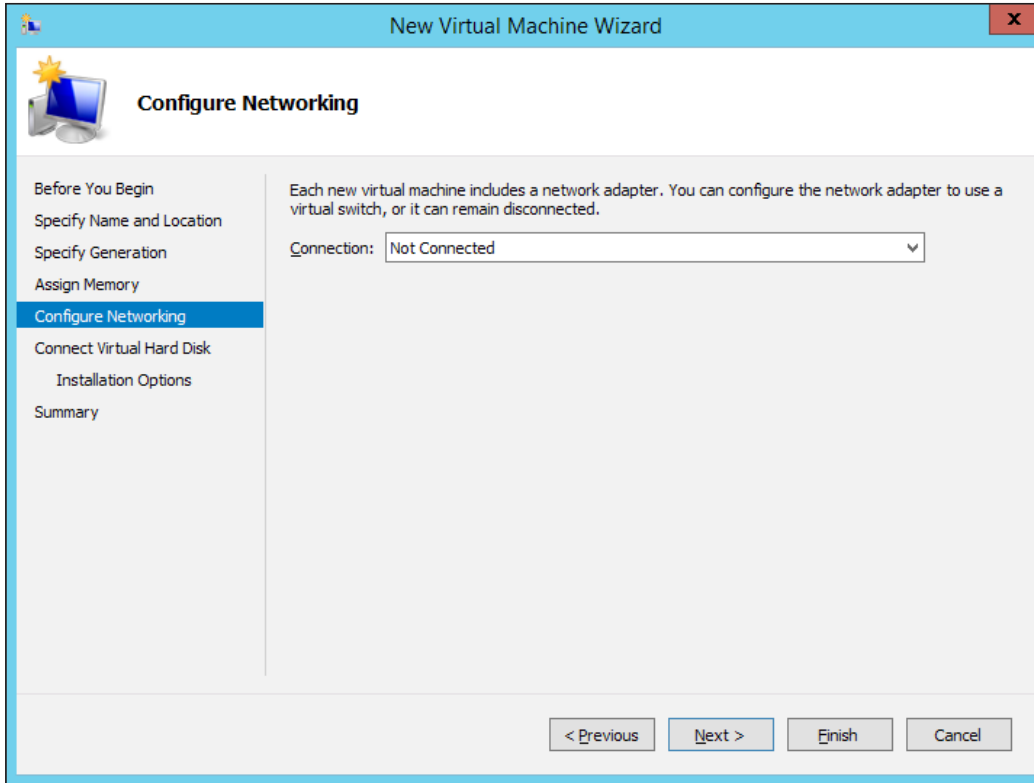 New Virtual Machine Wizard
x
Configure Networking
Before You Begin
Specify Name and Location
Specify Generation
Assign Memory
Configure Networking
Connect Virtual Hard Disk
Installation Options
Summary
Each new virtual machine includes a network adapter. You can configure the network adapter to use a
virtual switch, or it can remain disconnected.
Connection: Not Connected
< Previous Next > Finish Cancel